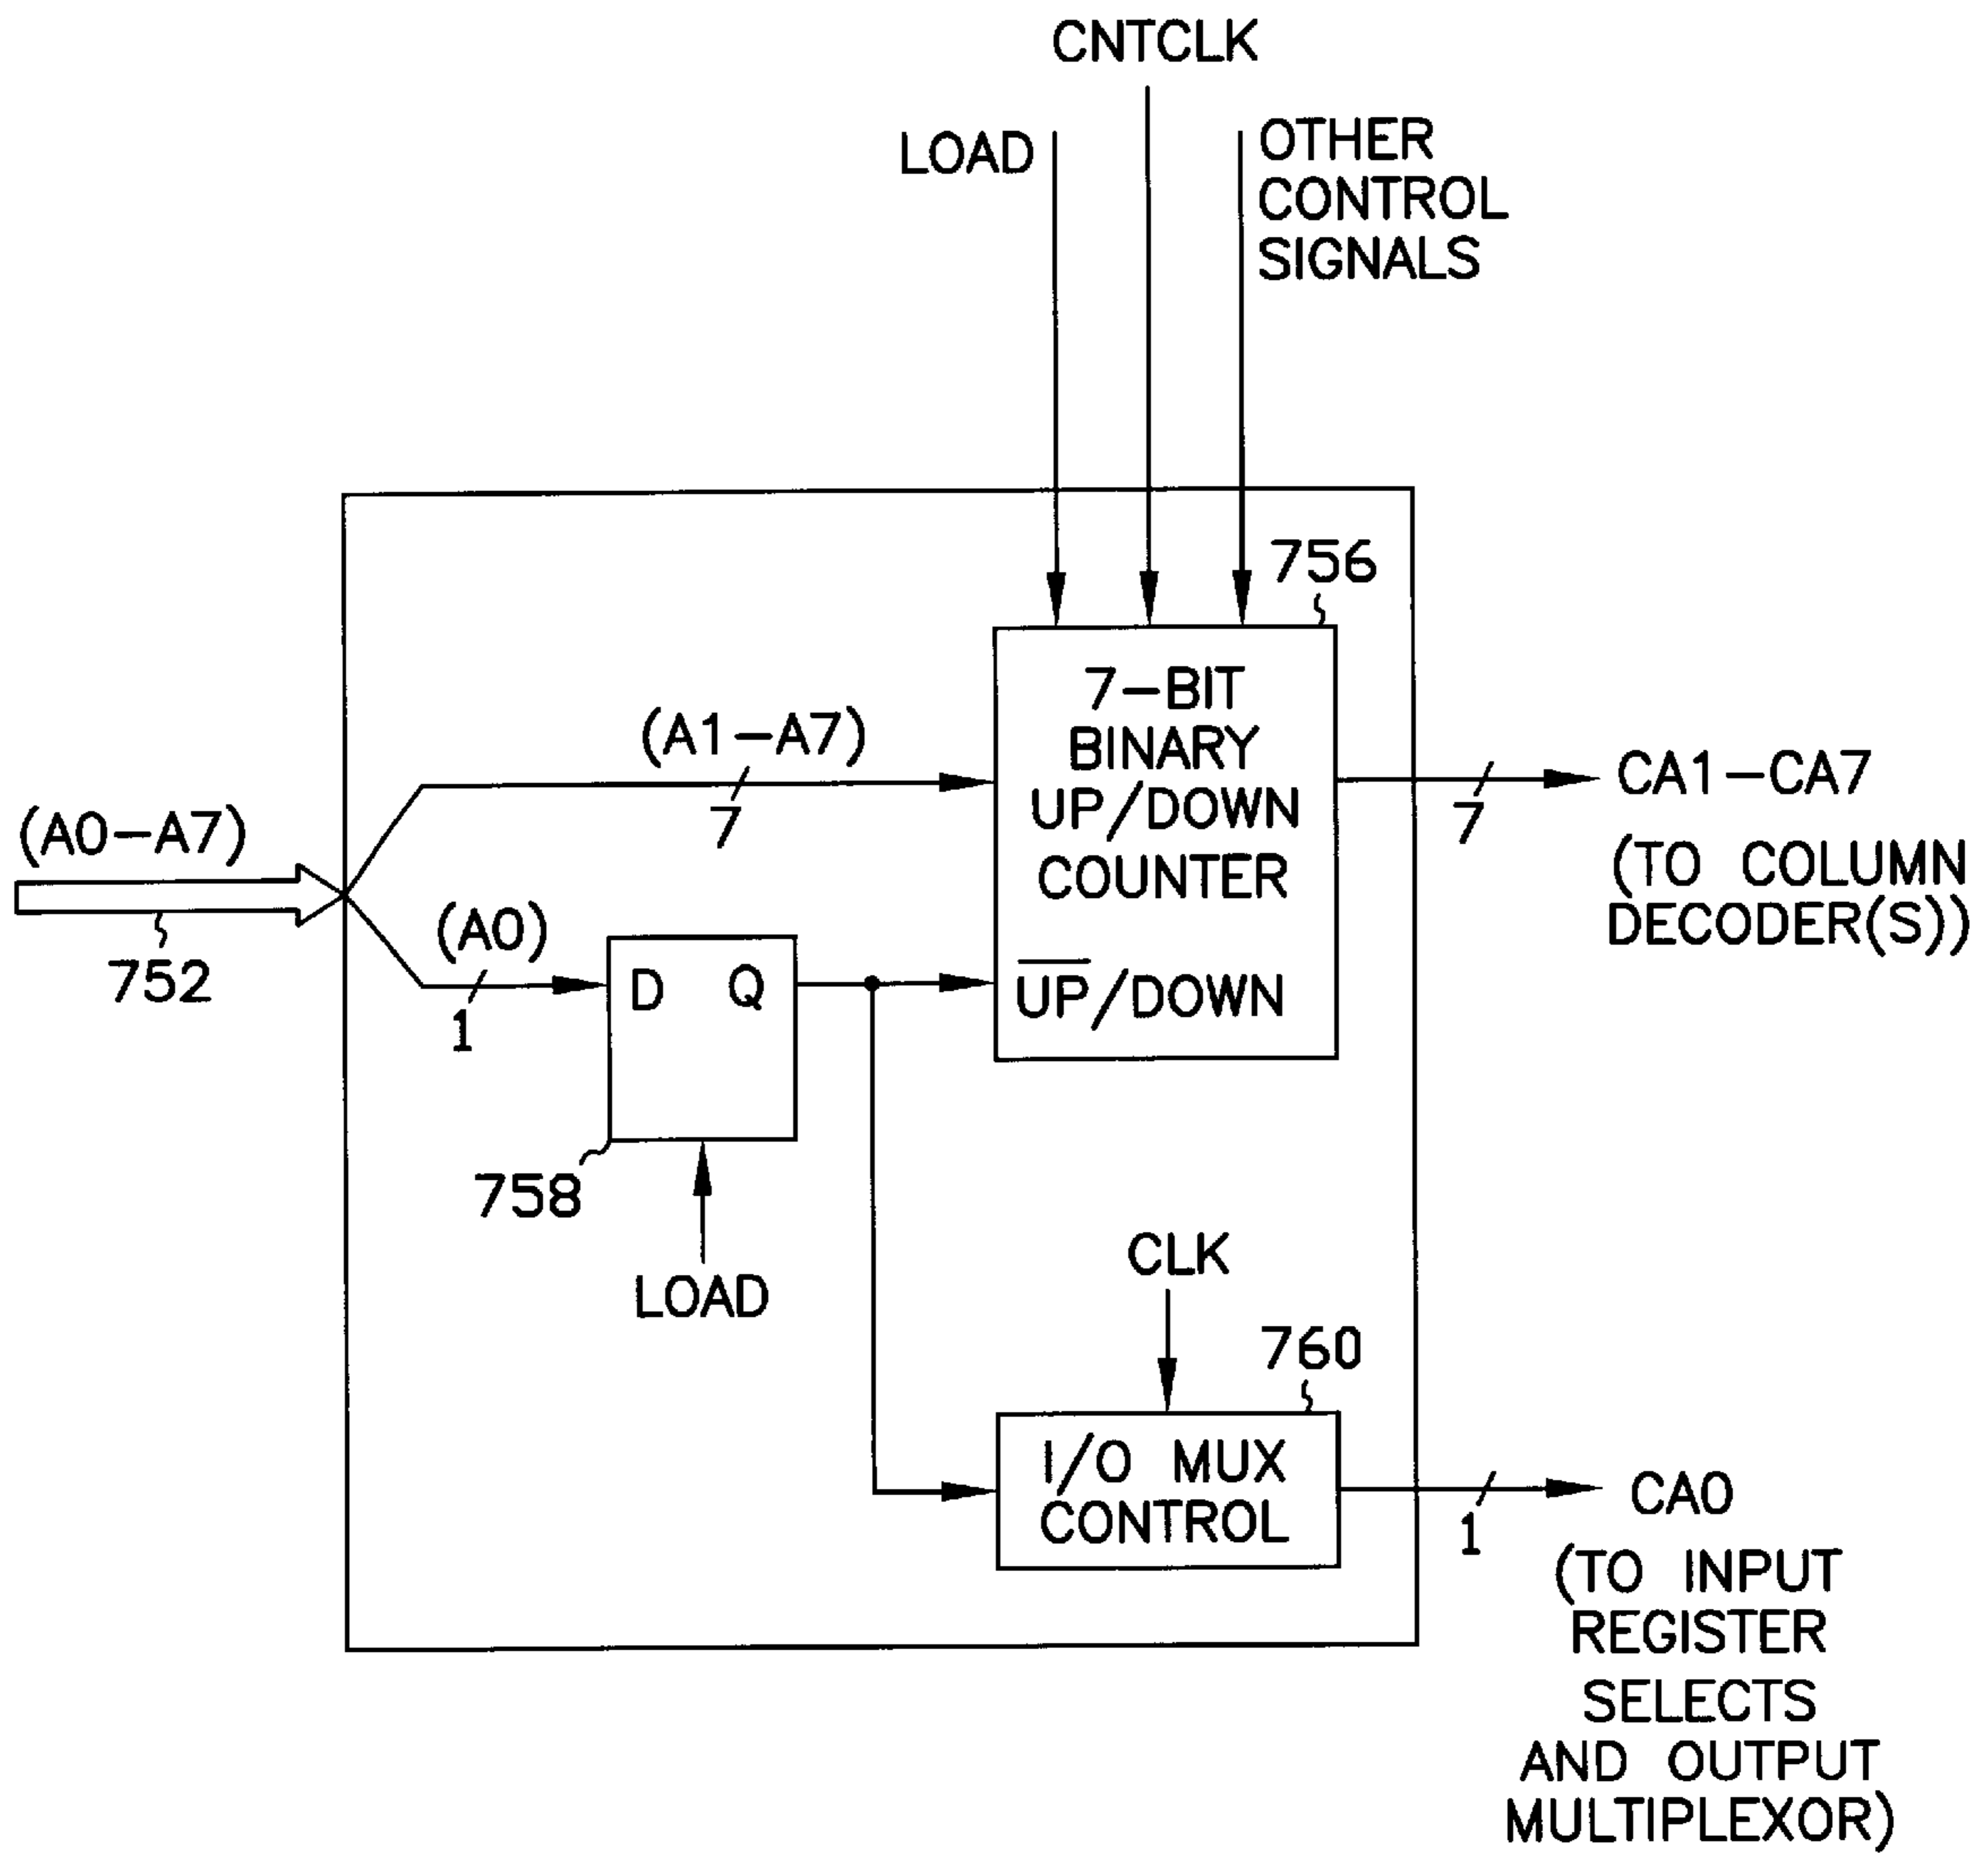 CNTCLK
LOAD
OTHER
CONTROL
SIGNALS
756
7-BIT
BINARY
UP/DOWN
COUNTER
U̅P̅/DOWN
(A1-A7)
7
(A0-A7)
752
(A0)
1
D Q
758
LOAD
7
CA1-CA7
(TO COLUMN
DECODER(S))
CLK
760
I/O MUX
CONTROL
1
CA0
(TO INPUT
REGISTER
SELECTS
AND OUTPUT
MULTIPLEXOR)